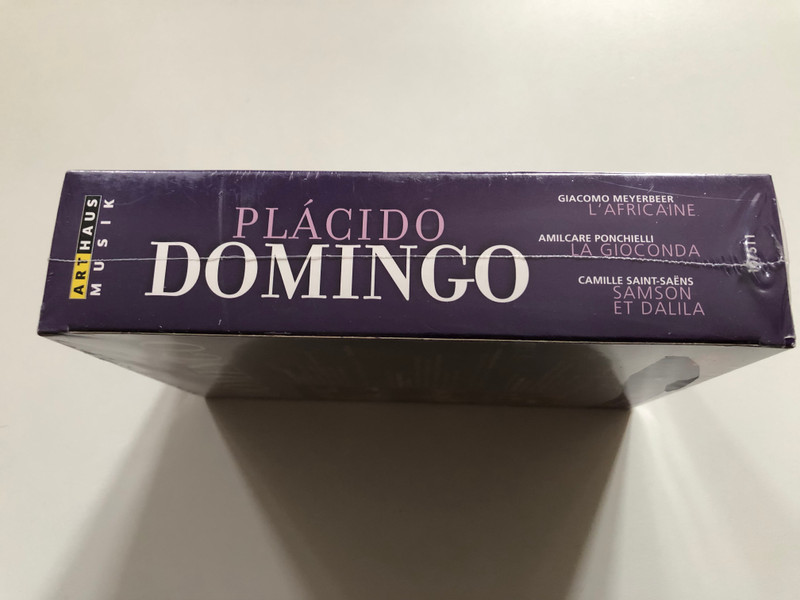 ARTHAUS
MUSIK
PLÁCIDO
DOMINGO
GIACOMO MEYERBEER
L'AFRICAINE
AMILCARE PONCHIELLI
LA GIOCONDA
CAMILLE SAINT-SAËNS
SAMSON
ET DALILA